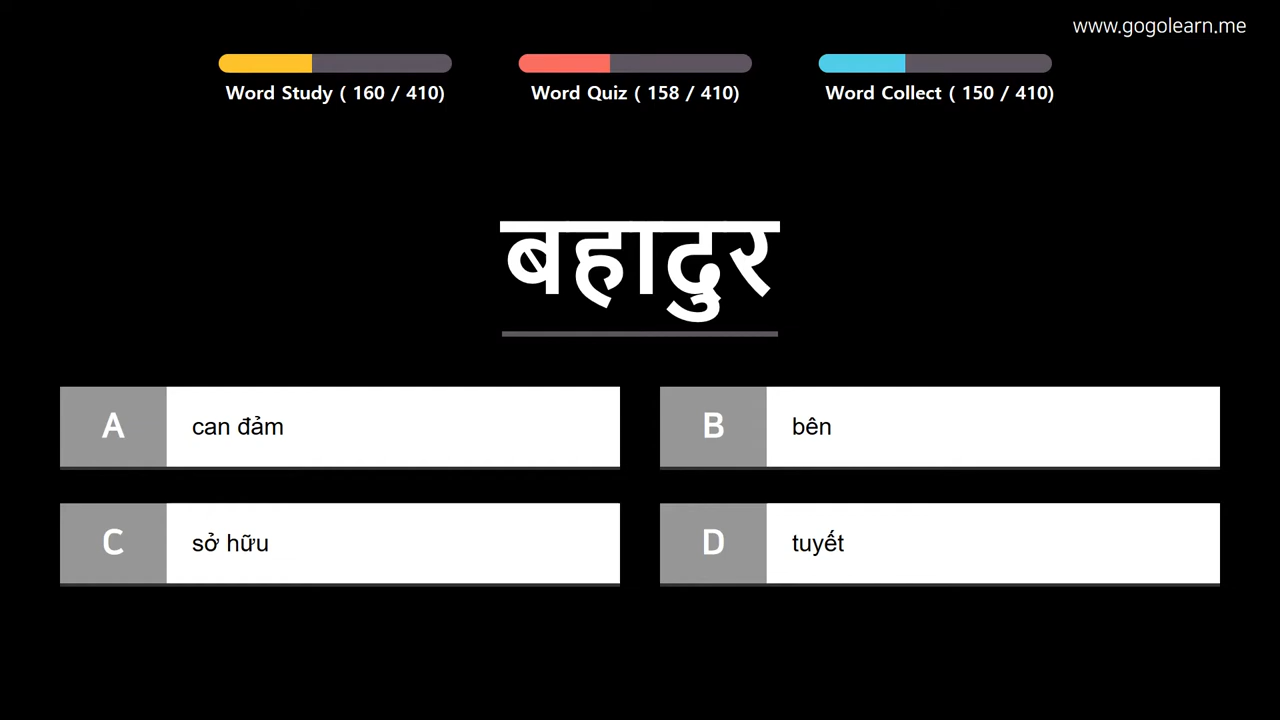 www.gogolearn.me
Word Study ( 160 / 410)
Word Quiz ( 158 / 410)
Word Collect ( 150 / 410)
बहादुर
A can đảm
B bên
C sở hữu
D tuyết